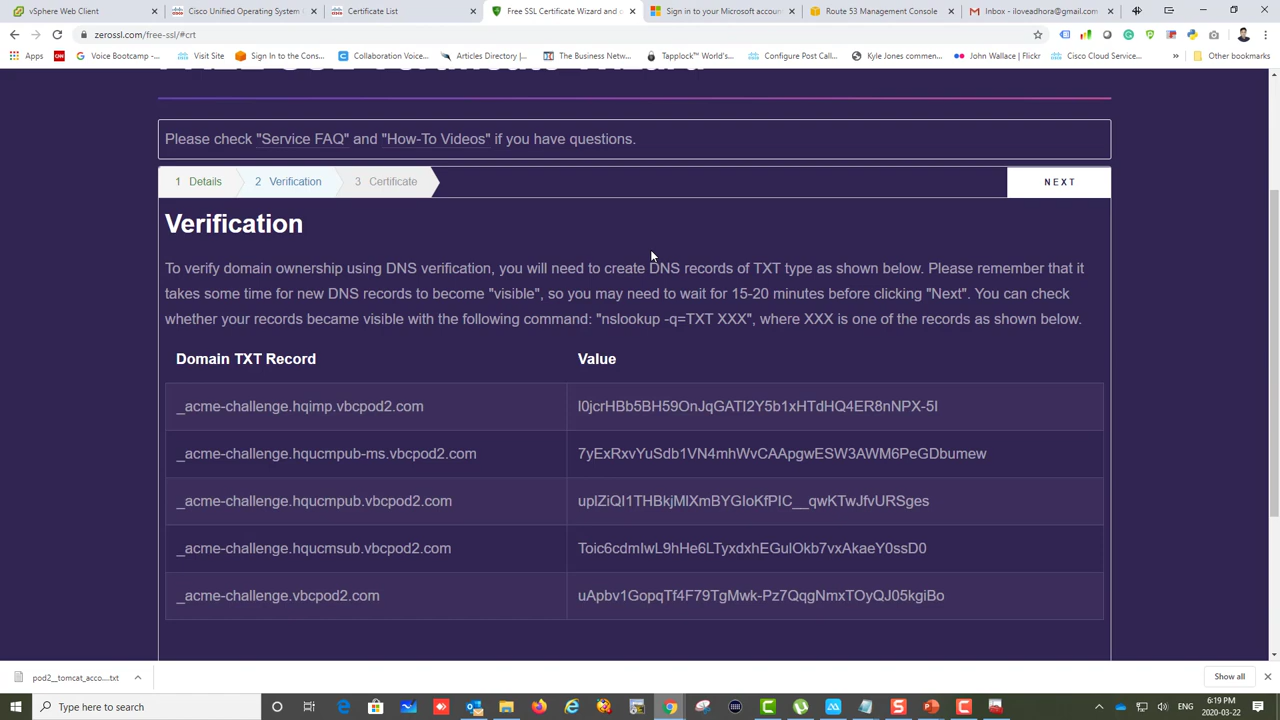 vSphere Web Client
Cisco Unified Operating System
Certificate List
Free SSL Certificate Wizard and
Sign in to your Microsoft accoun
Route 53 Management Console
Inbox - iloveadhora@gmail.com
zerossl.com/free-ssl/#crt
Apps
Voice Bootcamp -...
Visit Site
Sign In to the Cons...
Collaboration Voice...
Articles Directory |...
The Business Netw...
Tapplock™ World's...
Configure Post Call...
Kyle Jones commen...
John Wallace | Flickr
Cisco Cloud Service...
Other bookmarks
Please check "Service FAQ" and "How-To Videos" if you have questions.
1 Details
2 Verification
3 Certificate
NEXT
Verification
To verify domain ownership using DNS verification, you will need to create DNS records of TXT type as shown below. Please remember that it
takes some time for new DNS records to become "visible", so you may need to wait for 15-20 minutes before clicking "Next". You can check
whether your records became visible with the following command: "nslookup -q=TXT XXX", where XXX is one of the records as shown below.
Domain TXT Record
Value
_acme-challenge.hqimp.vbcpod2.com
l0jcrHBb5BH59OnJqGATI2Y5b1xHTdHQ4ER8nNPX-5I
_acme-challenge.hqucmpub-ms.vbcpod2.com
7yExRxvYuSdb1VN4mhWvCAApgwESW3AWM6PeGDbumew
_acme-challenge.hqucmpub.vbcpod2.com
uplZiQI1THBkjMlXmBYGIoKfPIC__qwKTwJfvURSges
_acme-challenge.hqucmsub.vbcpod2.com
Toic6cdmIwL9hHe6LTyxdxhEGulOkb7vxAkaeY0ssD0
_acme-challenge.vbcpod2.com
uApbv1GopqTf4F79TgMwk-Pz7QqgNmxTOyQJ05kgiBo
pod2__tomcat_acco....txt
Show all
Type here to search
ENG
6:19 PM
2020-03-22